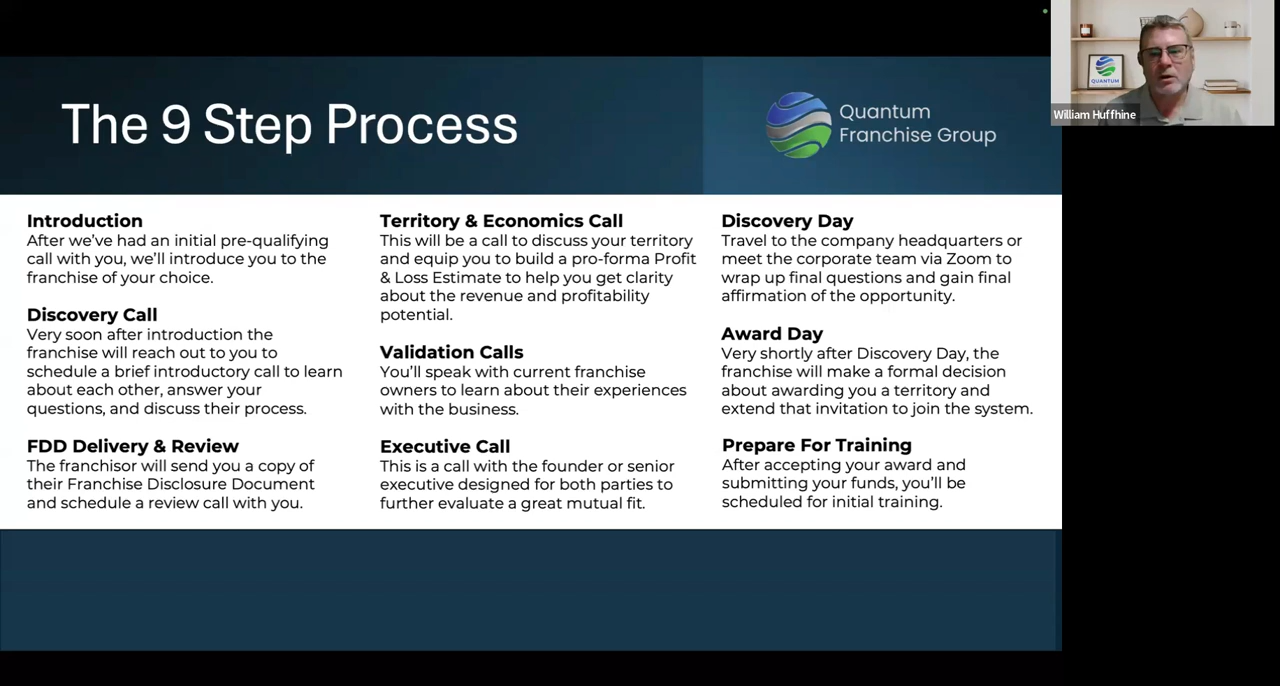 The 9 Step Process
Quantum
Franchise Group
Introduction
After we've had an initial pre-qualifying
call with you, we'll introduce you to the
franchise of your choice.
Discovery Call
Very soon after introduction the
franchise will reach out to you to
schedule a brief introductory call to learn
about each other, answer your
questions, and discuss their process.
FDD Delivery & Review
The franchisor will send you a copy of
their Franchise Disclosure Document
and schedule a review call with you.
Territory & Economics Call
This will be a call to discuss your territory
and equip you to build a pro-forma Profit
& Loss Estimate to help you get clarity
about the revenue and profitability
potential.
Validation Calls
You'll speak with current franchise
owners to learn about their experiences
with the business.
Executive Call
This is a call with the founder or senior
executive designed for both parties to
further evaluate a great mutual fit.
Discovery Day
Travel to the company headquarters or
meet the corporate team via Zoom to
wrap up final questions and gain final
affirmation of the opportunity.
Award Day
Very shortly after Discovery Day, the
franchise will make a formal decision
about awarding you a territory and
extend that invitation to join the system.
Prepare For Training
After accepting your award and
submitting your funds, you'll be
scheduled for initial training.
QUANTUM
William Huffhine